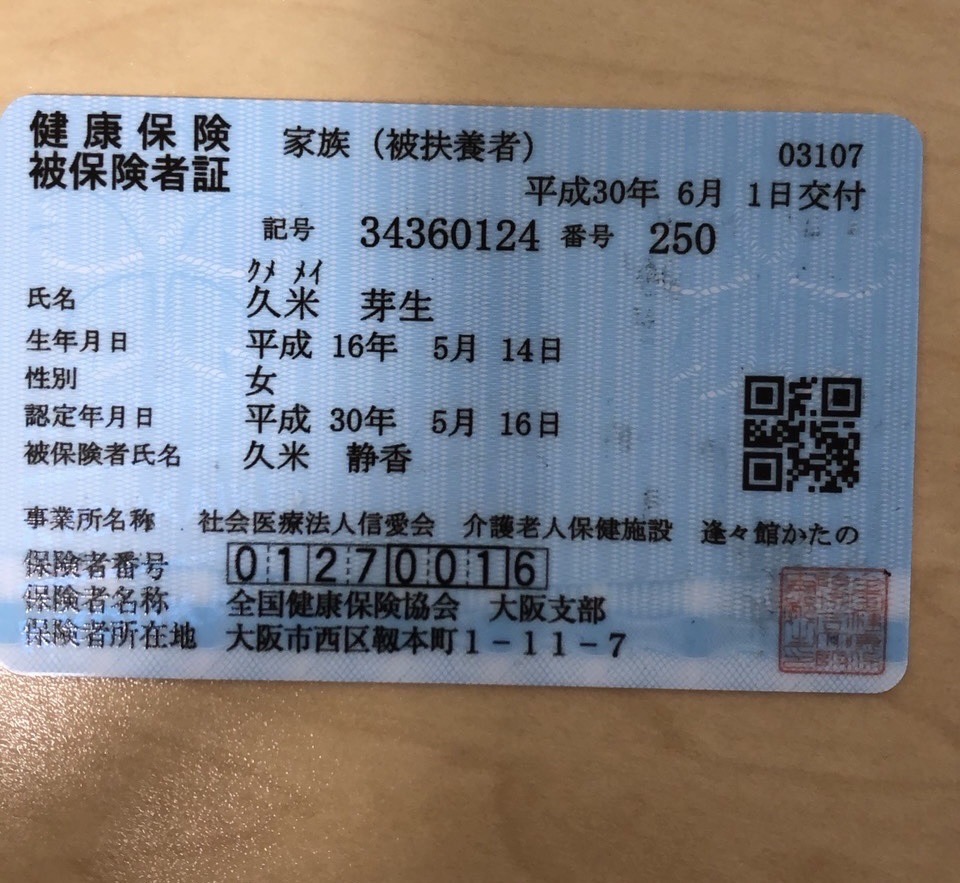 健康保険 家族（被扶養者） 03107
被保険者証 平成30年 6月 1日交付
記号 34360124 番号 250
ｸﾒ ﾒｲ
氏名 久米 芽生
生年月日 平成 16年 5月 14日
性別 女
認定年月日 平成 30年 5月 16日
被保険者氏名 久米 静香
事業所名称 社会医療法人信愛会 介護老人保健施設 逢々館かたの
保険者番号 01270016
保険者名称 全国健康保険協会 大阪支部
保険者所在地 大阪市西区靱本町1-11-7